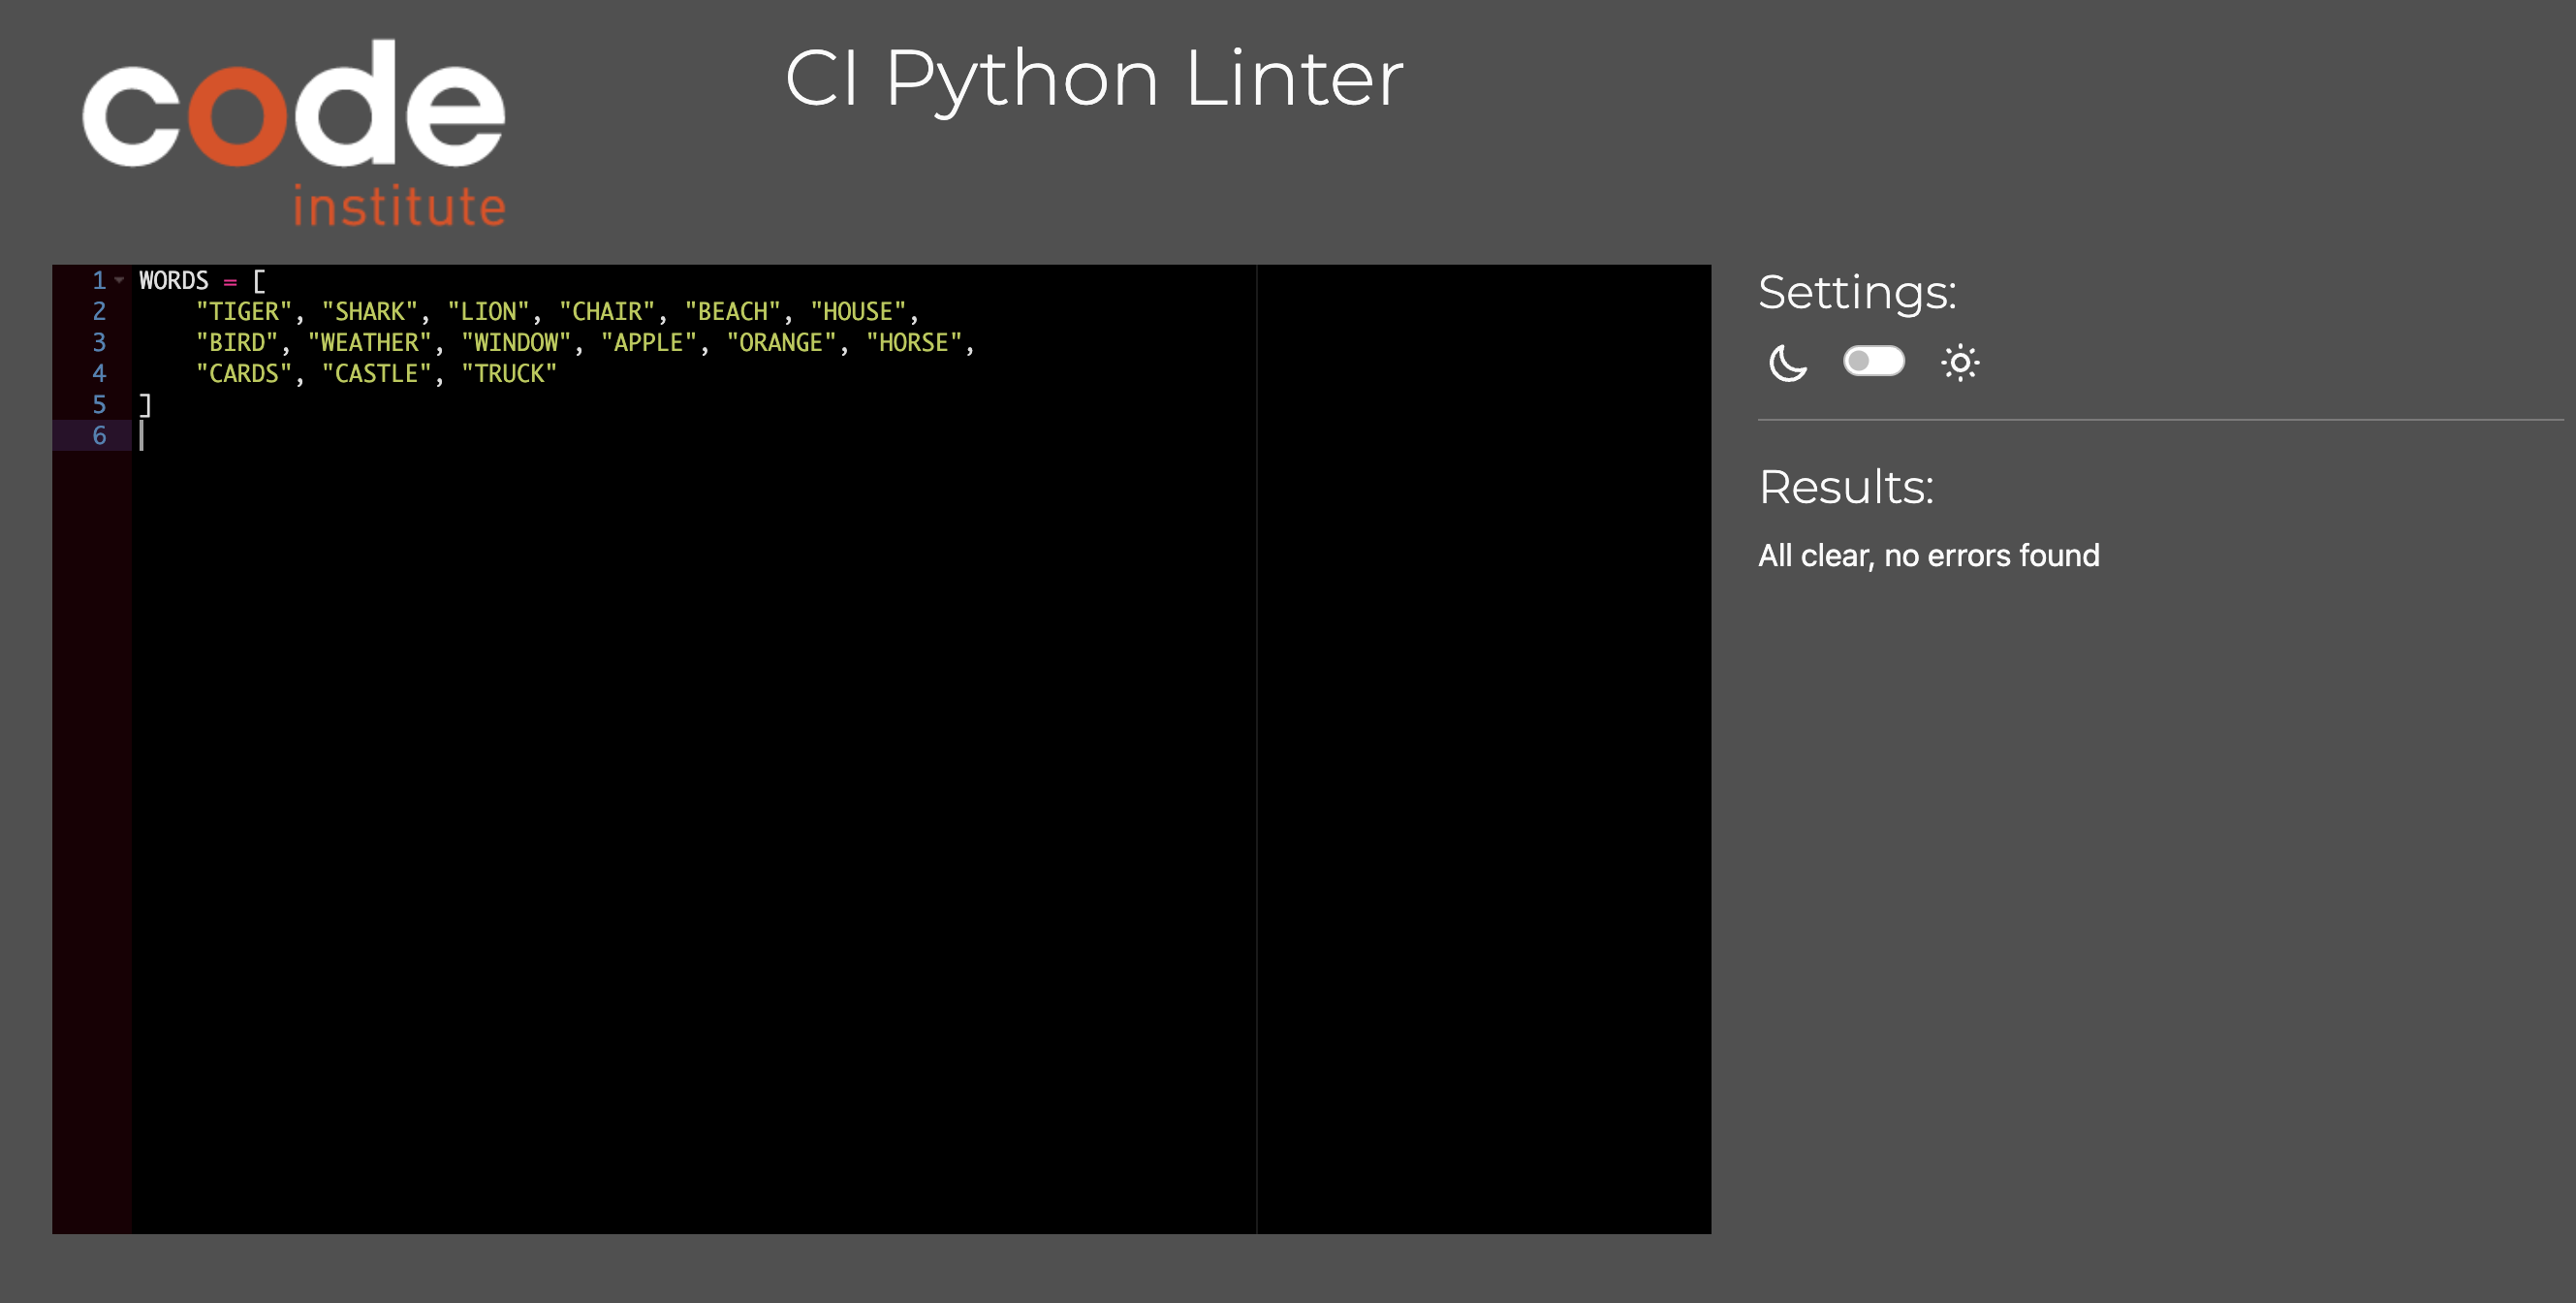 code
institute
CI Python Linter
1 WORDS = [
2     "TIGER", "SHARK", "LION", "CHAIR", "BEACH", "HOUSE",
3     "BIRD", "WEATHER", "WINDOW", "APPLE", "ORANGE", "HORSE",
4     "CARDS", "CASTLE", "TRUCK"
5 ]
6
Settings:
Results:
All clear, no errors found